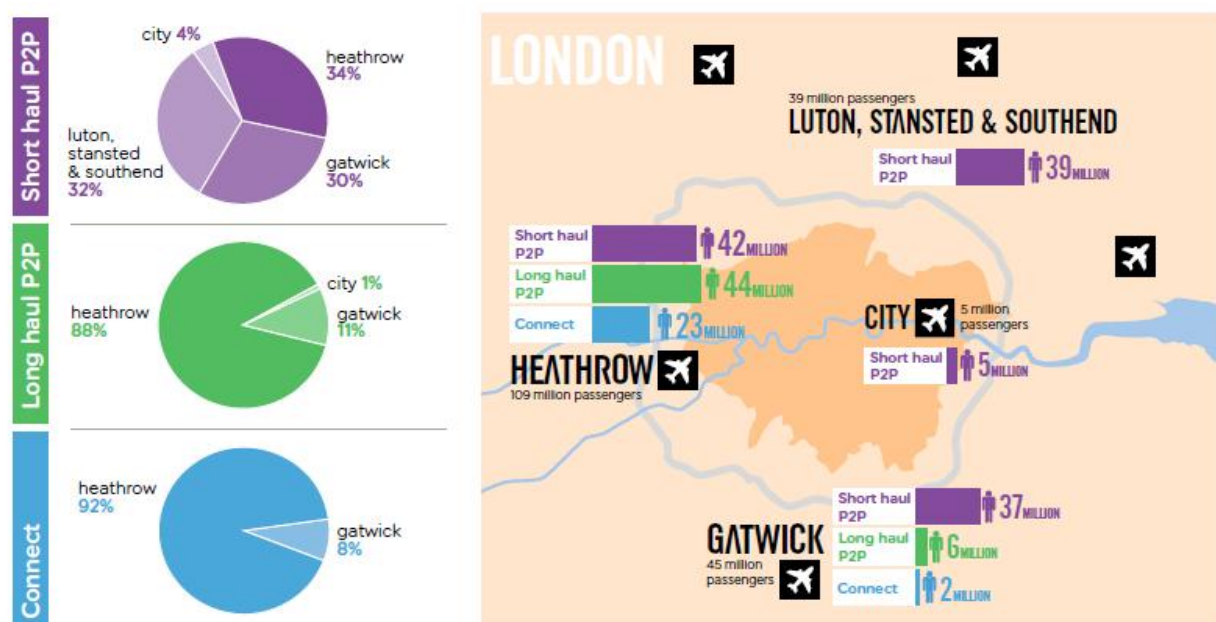 Short haul P2P
city 4%
heathrow
34%
luton,
stansted
& southend
32%
gatwick
30%
Long haul P2P
city 1%
heathrow
88%
gatwick
11%
Connect
heathrow
92%
gatwick
8%
LONDON
39 million passengers
LUTON, STANSTED & SOUTHEND
Short haul
P2P
39 MILLION
Short haul
P2P
42 MILLION
Long haul
P2P
44 MILLION
Connect
23 MILLION
HEATHROW
109 million passengers
CITY
5 million
passengers
Short haul
P2P
5 MILLION
Short haul
P2P
37 MILLION
GATWICK
45 million
passengers
Long haul
P2P
6 MILLION
Connect
2 MILLION